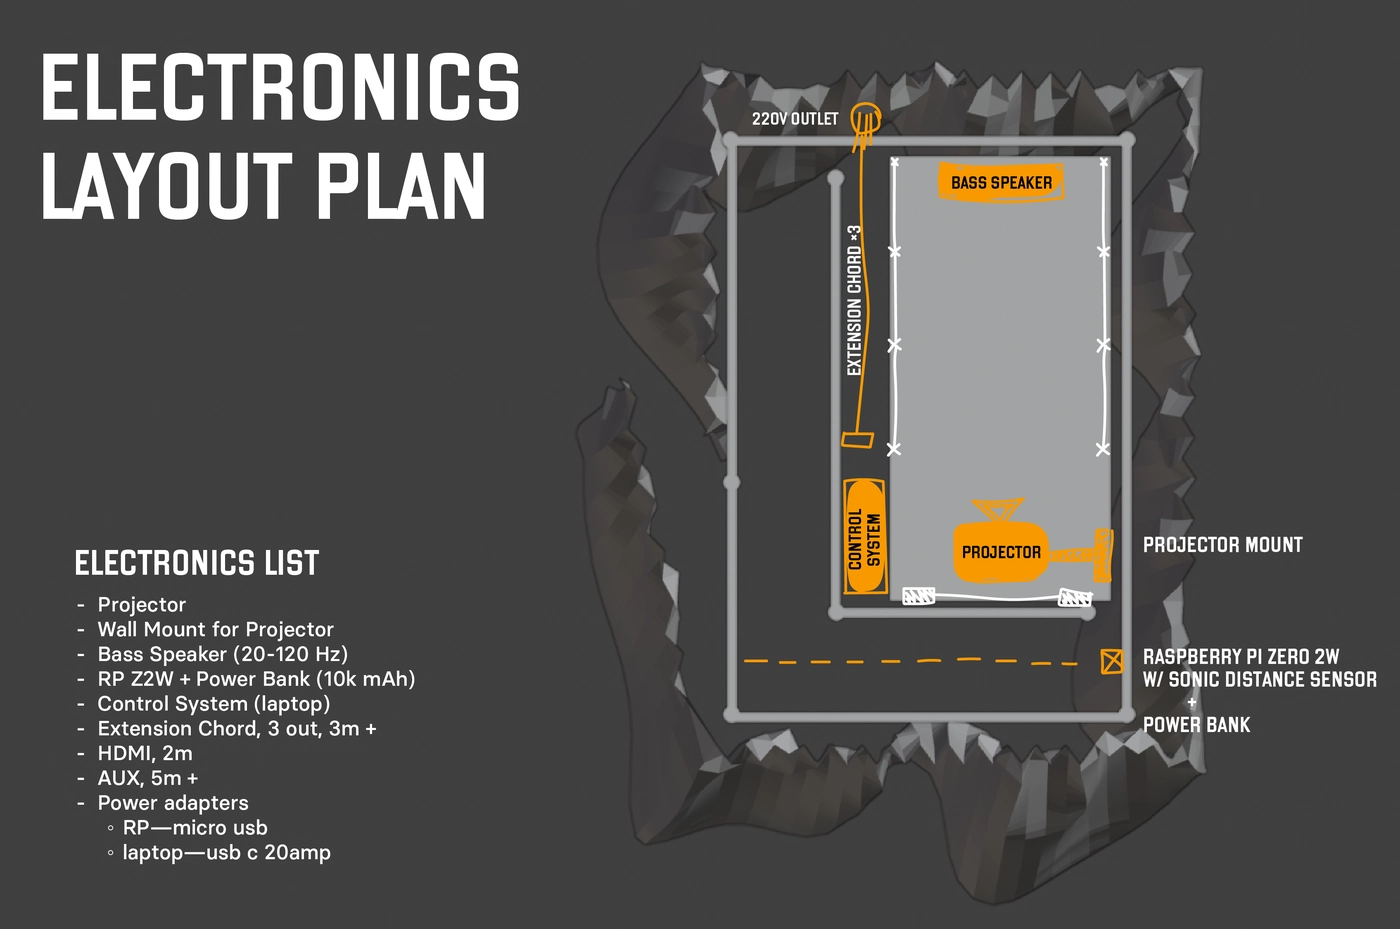 ELECTRONICS
LAYOUT PLAN
ELECTRONICS LIST
- Projector
- Wall Mount for Projector
- Bass Speaker (20-120 Hz)
- RP Z2W + Power Bank (10k mAh)
- Control System (laptop)
- Extension Chord, 3 out, 3m +
- HDMI, 2m
- AUX, 5m +
- Power adapters
◦ RP—micro usb
◦ laptop—usb c 20amp
220V OUTLET
BASS SPEAKER
EXTENSION CHORD ×3
CONTROL
SYSTEM
PROJECTOR
PROJECTOR MOUNT
RASPBERRY PI ZERO 2W
W/ SONIC DISTANCE SENSOR
+
POWER BANK